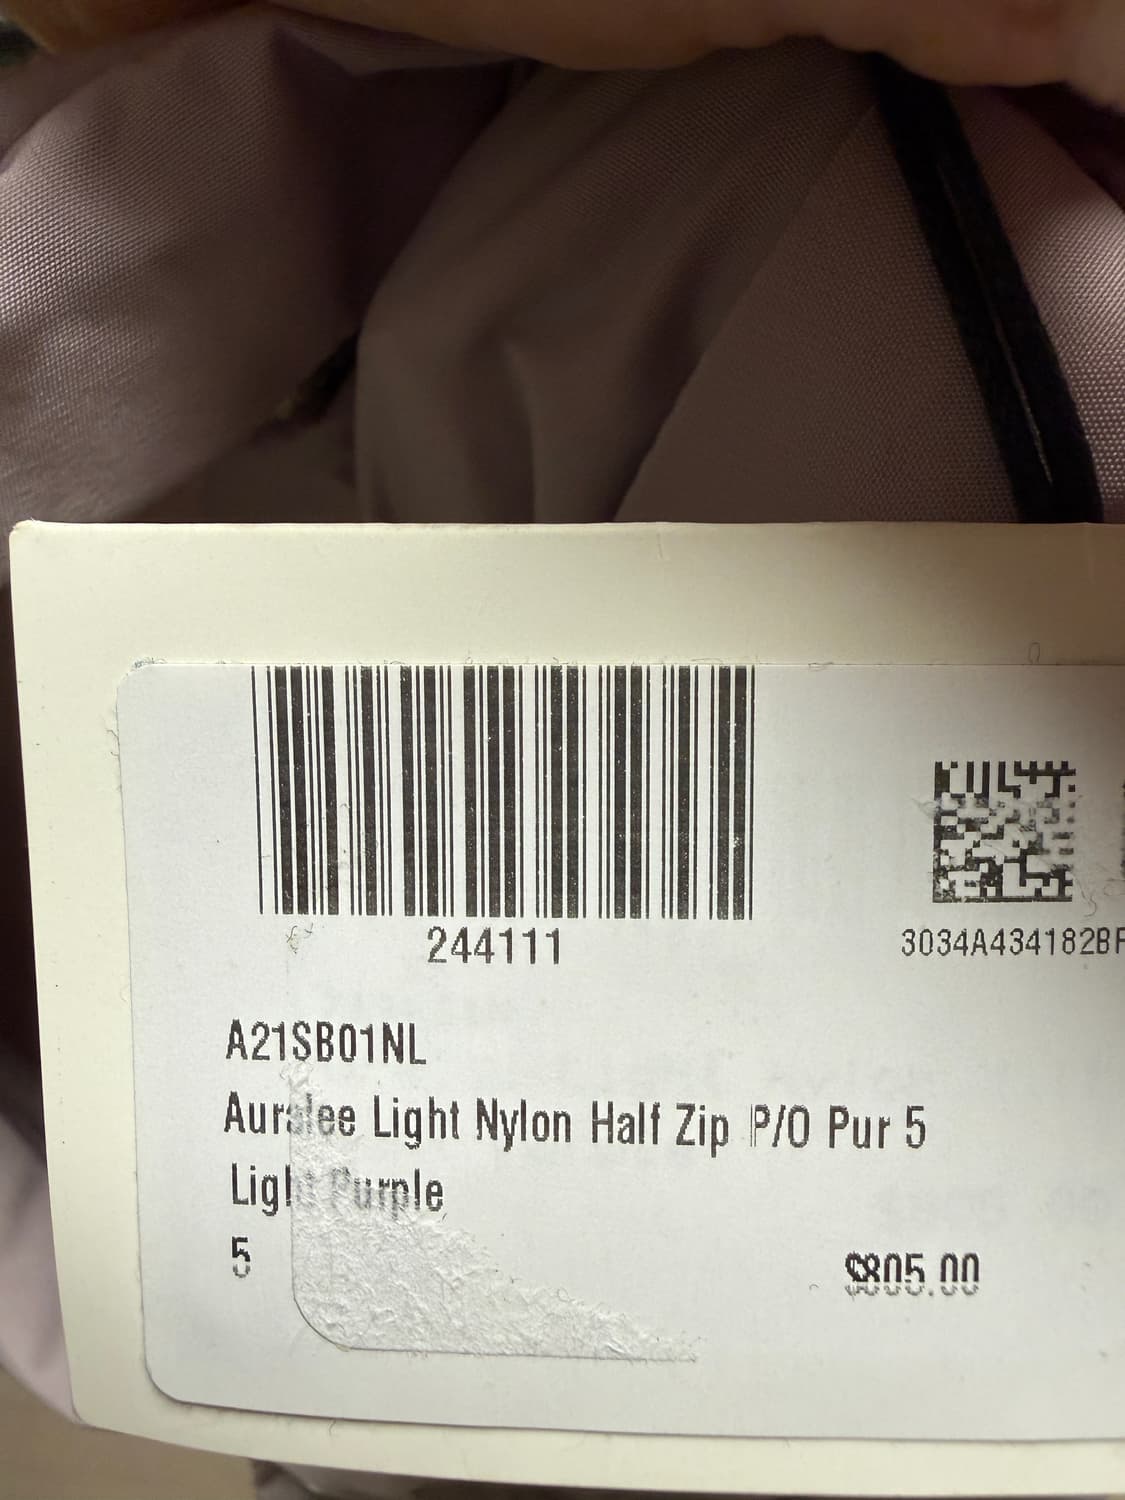 244111
3034A434182BF
A21SB01NL
Auralee Light Nylon Half Zip P/O Pur 5
Light Purple
5
$805.00